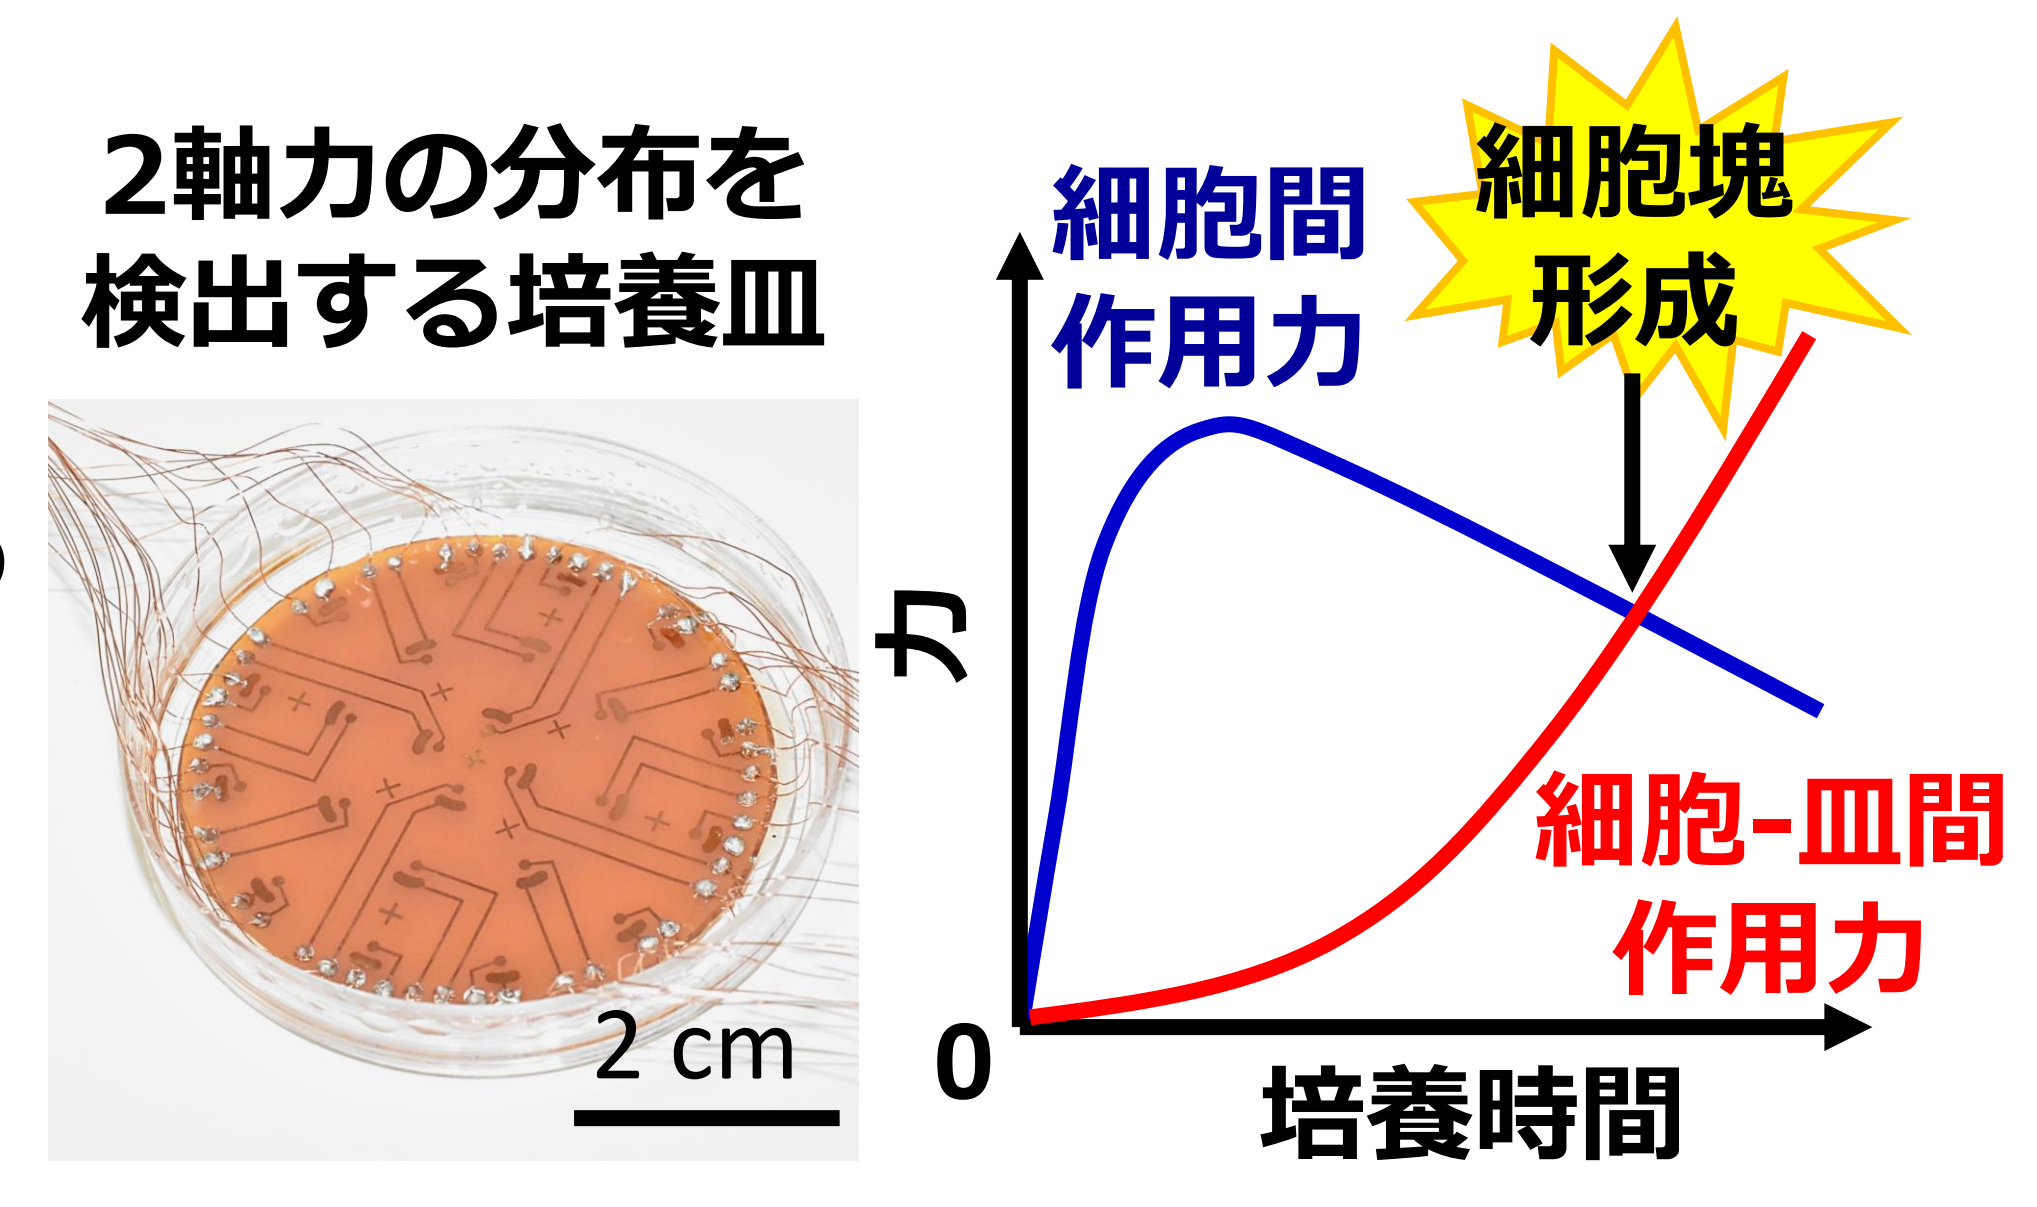 2軸力の分布を
検出する培養皿
2 cm
細胞間
作用力
細胞塊
形成
力
細胞-皿間
作用力
0
培養時間